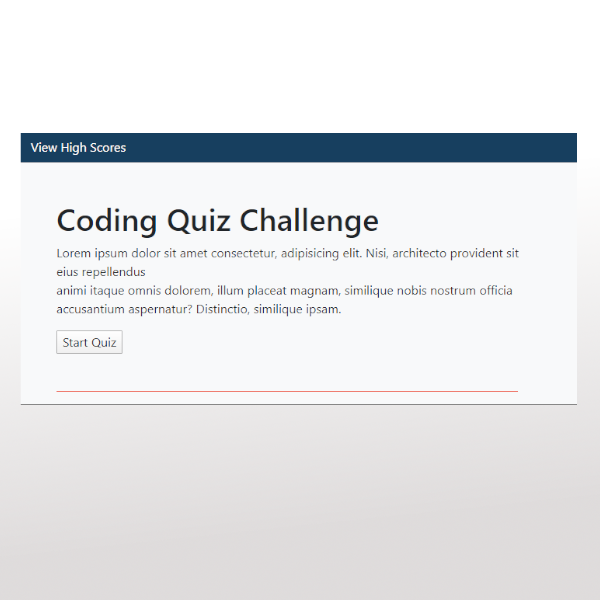 View High Scores
Coding Quiz Challenge
Lorem ipsum dolor sit amet consectetur, adipisicing elit. Nisi, architecto provident sit
eius repellendus
animi itaque omnis dolorem, illum placeat magnam, similique nobis nostrum officia
accusantium aspernatur? Distinctio, similique ipsam.
Start Quiz